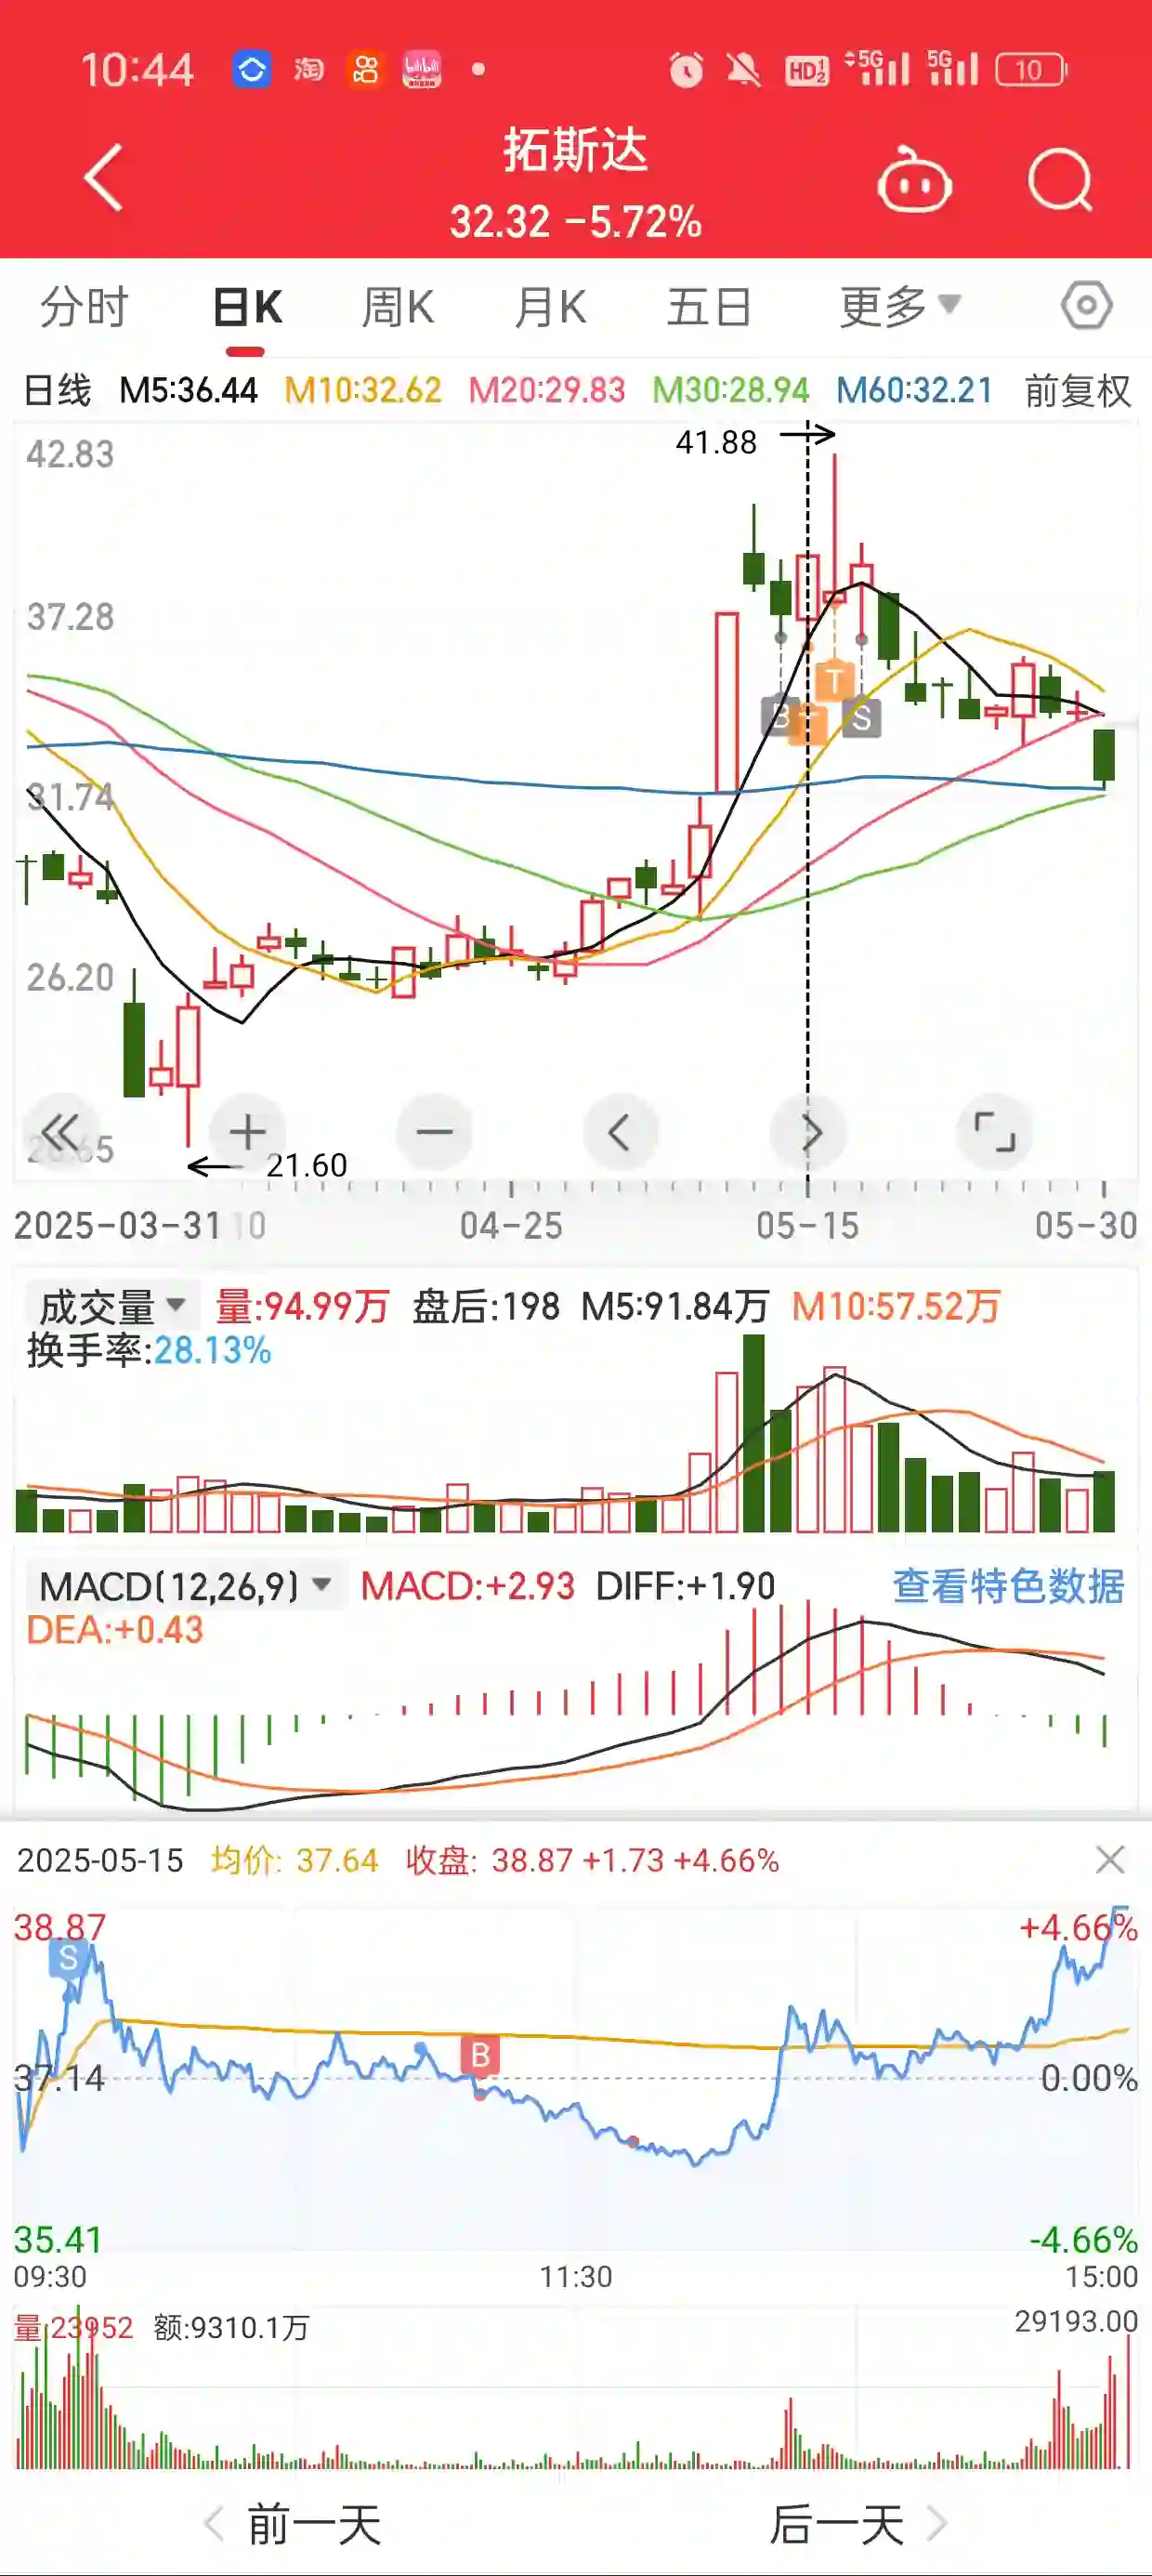 10:44 淘 bilibili HD 1 2 5G 5G 10
拓斯达
32.32 -5.72%
分时 日K 周K 月K 五日 更多
日线 M5:36.44 M10:32.62 M20:29.83 M30:28.94 M60:32.21 前复权
41.88
42.83
37.28
T
B T S
31.74
26.20
21.60
2025-03-31 10 04-25 05-15 05-30
成交量 量:94.99万 盘后:198 M5:91.84万 M10:57.52万
换手率:28.13%
MACD(12,26,9) MACD:+2.93 DIFF:+1.90 查看特色数据
DEA:+0.43
2025-05-15 均价: 37.64 收盘: 38.87 +1.73 +4.66%
38.87 +4.66%
S
B
37.14 0.00%
35.41 -4.66%
09:30 11:30 15:00
量:23952 额:9310.1万 29193.00
前一天 后一天